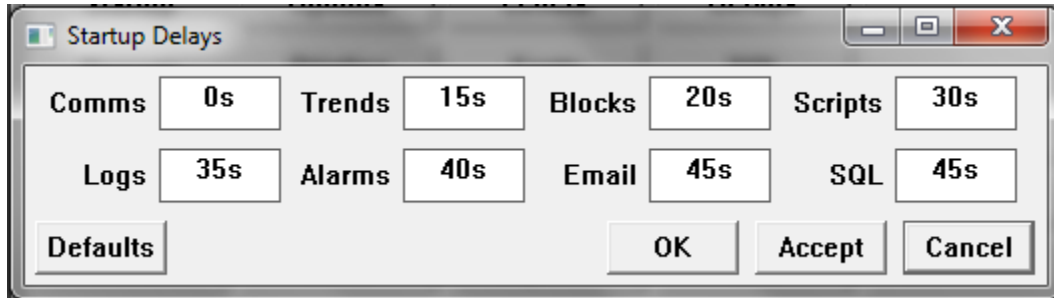 Startup Delays
Comms 0s Trends 15s Blocks 20s Scripts 30s
Logs 35s Alarms 40s Email 45s SQL 45s
Defaults OK Accept Cancel